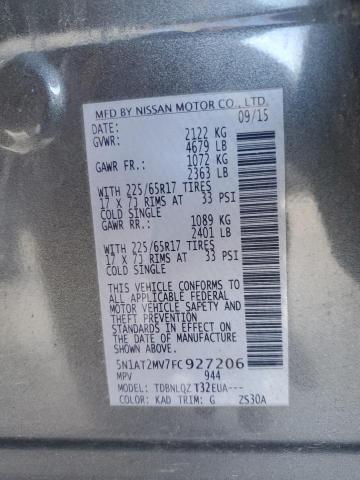 MFD BY NISSAN MOTOR CO., LTD.
DATE: 09/15
GVWR: 2122 KG
4679 LB
GAWR FR.: 1072 KG
2363 LB
WITH 225/65R17 TIRES
17 X 7J RIMS AT 33 PSI
COLD SINGLE
GAWR RR.: 1089 KG
2401 LB
WITH 225/65R17 TIRES
17 X 7J RIMS AT 33 PSI
COLD SINGLE
THIS VEHICLE CONFORMS TO
ALL APPLICABLE FEDERAL
MOTOR VEHICLE SAFETY AND
THEFT PREVENTION
STANDARDS IN EFFECT ON
THE DATE OF MANUFACTURE
SHOWN ABOVE.
5N1AT2MV7FC927206
MPV 944
MODEL: TDBNLQZ T32EUA---
COLOR: KAD TRIM: G ZS30A